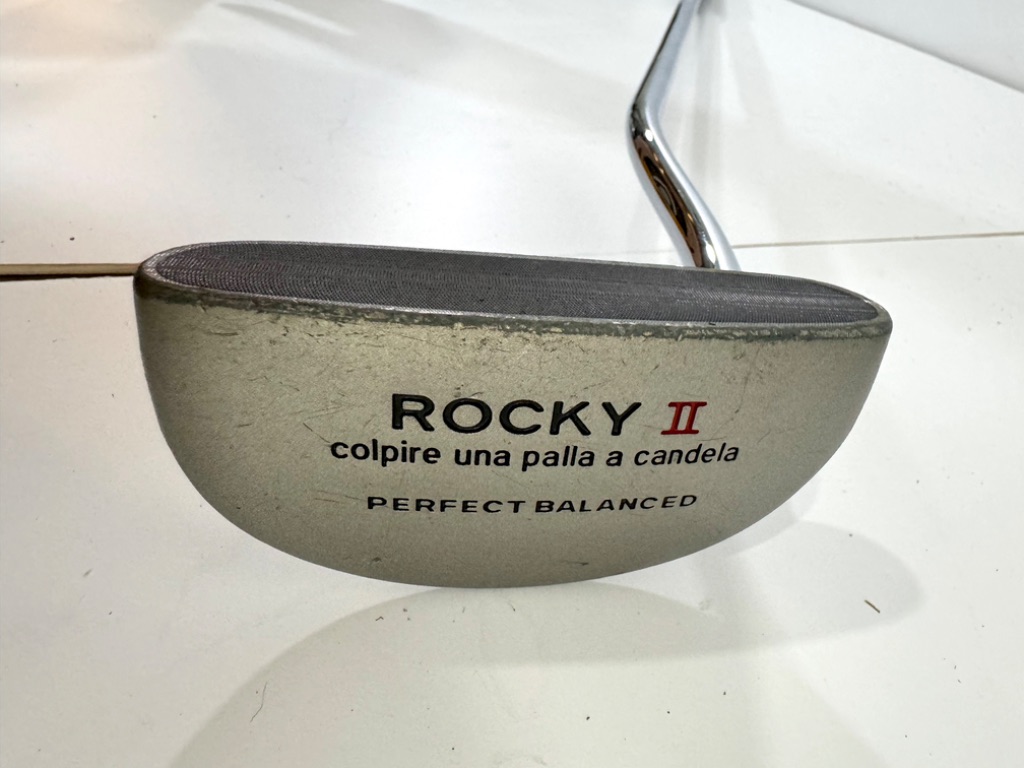 ROCKY II
colpire una palla a candela
PERFECT BALANCED